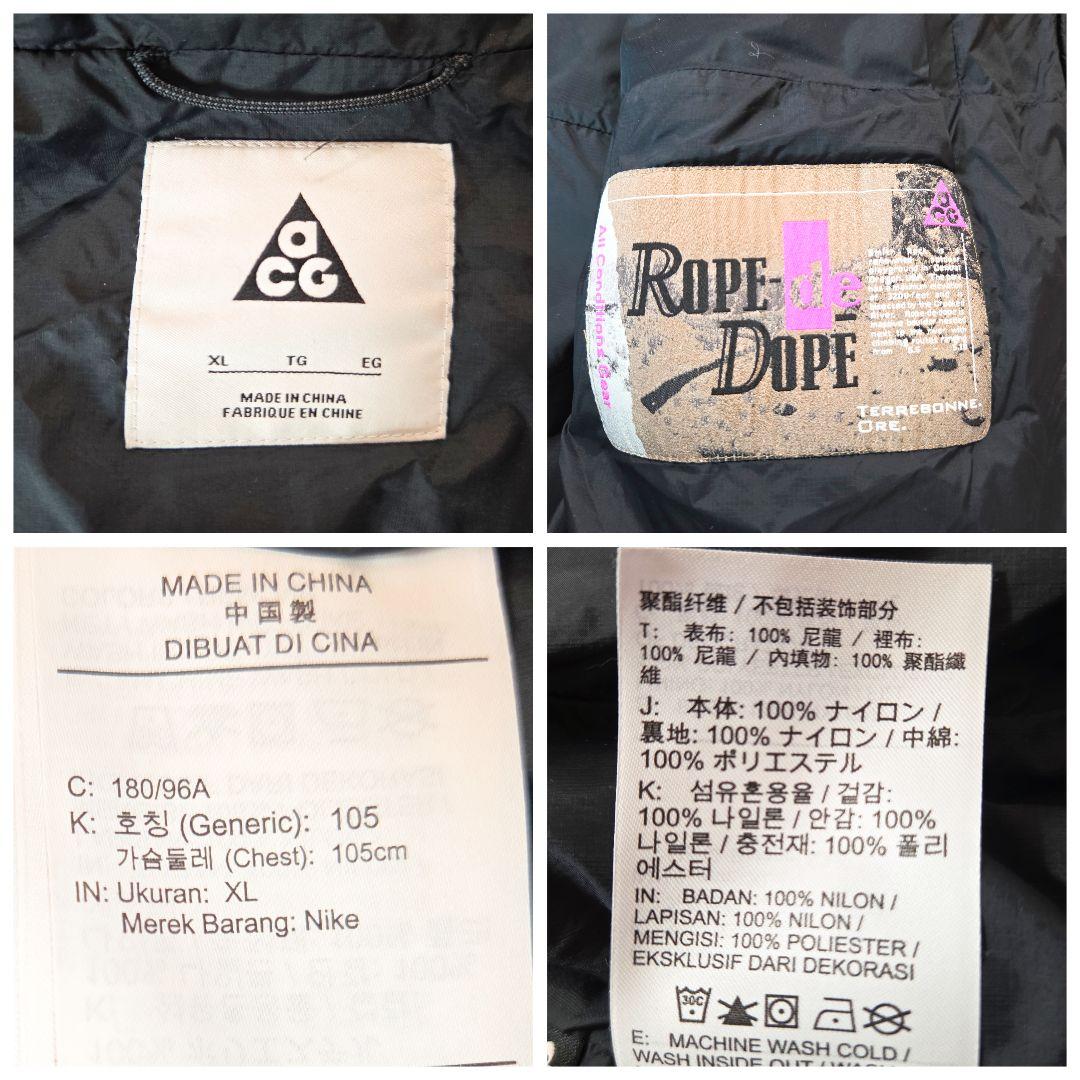 aCG
XL TG EG
MADE IN CHINA
FABRIQUE EN CHINE
aCG
All Conditions Gear
ROPE-de
DOPE
TERREBONNE,
ORE.
MADE IN CHINA
中国製
DIBUAT DI CINA
C: 180/96A
K: 호칭 (Generic): 105
가슴둘레 (Chest): 105cm
IN: Ukuran: XL
Merek Barang: Nike
聚酯纤维 / 不包括装饰部分
T: 表布: 100% 尼龍 / 裡布:
100% 尼龍 / 內填物: 100% 聚酯纖
維
J: 本体: 100% ナイロン /
裏地: 100% ナイロン / 中綿:
100% ポリエステル
K: 섬유혼용율 / 겉감:
100% 나일론 / 안감: 100%
나일론 / 충전재: 100% 폴리
에스터
IN: BADAN: 100% NILON /
LAPISAN: 100% NILON /
MENGISI: 100% POLIESTER /
EKSKLUSIF DARI DEKORASI
30C
E: MACHINE WASH COLD /
WASH INSIDE OUT / WASH